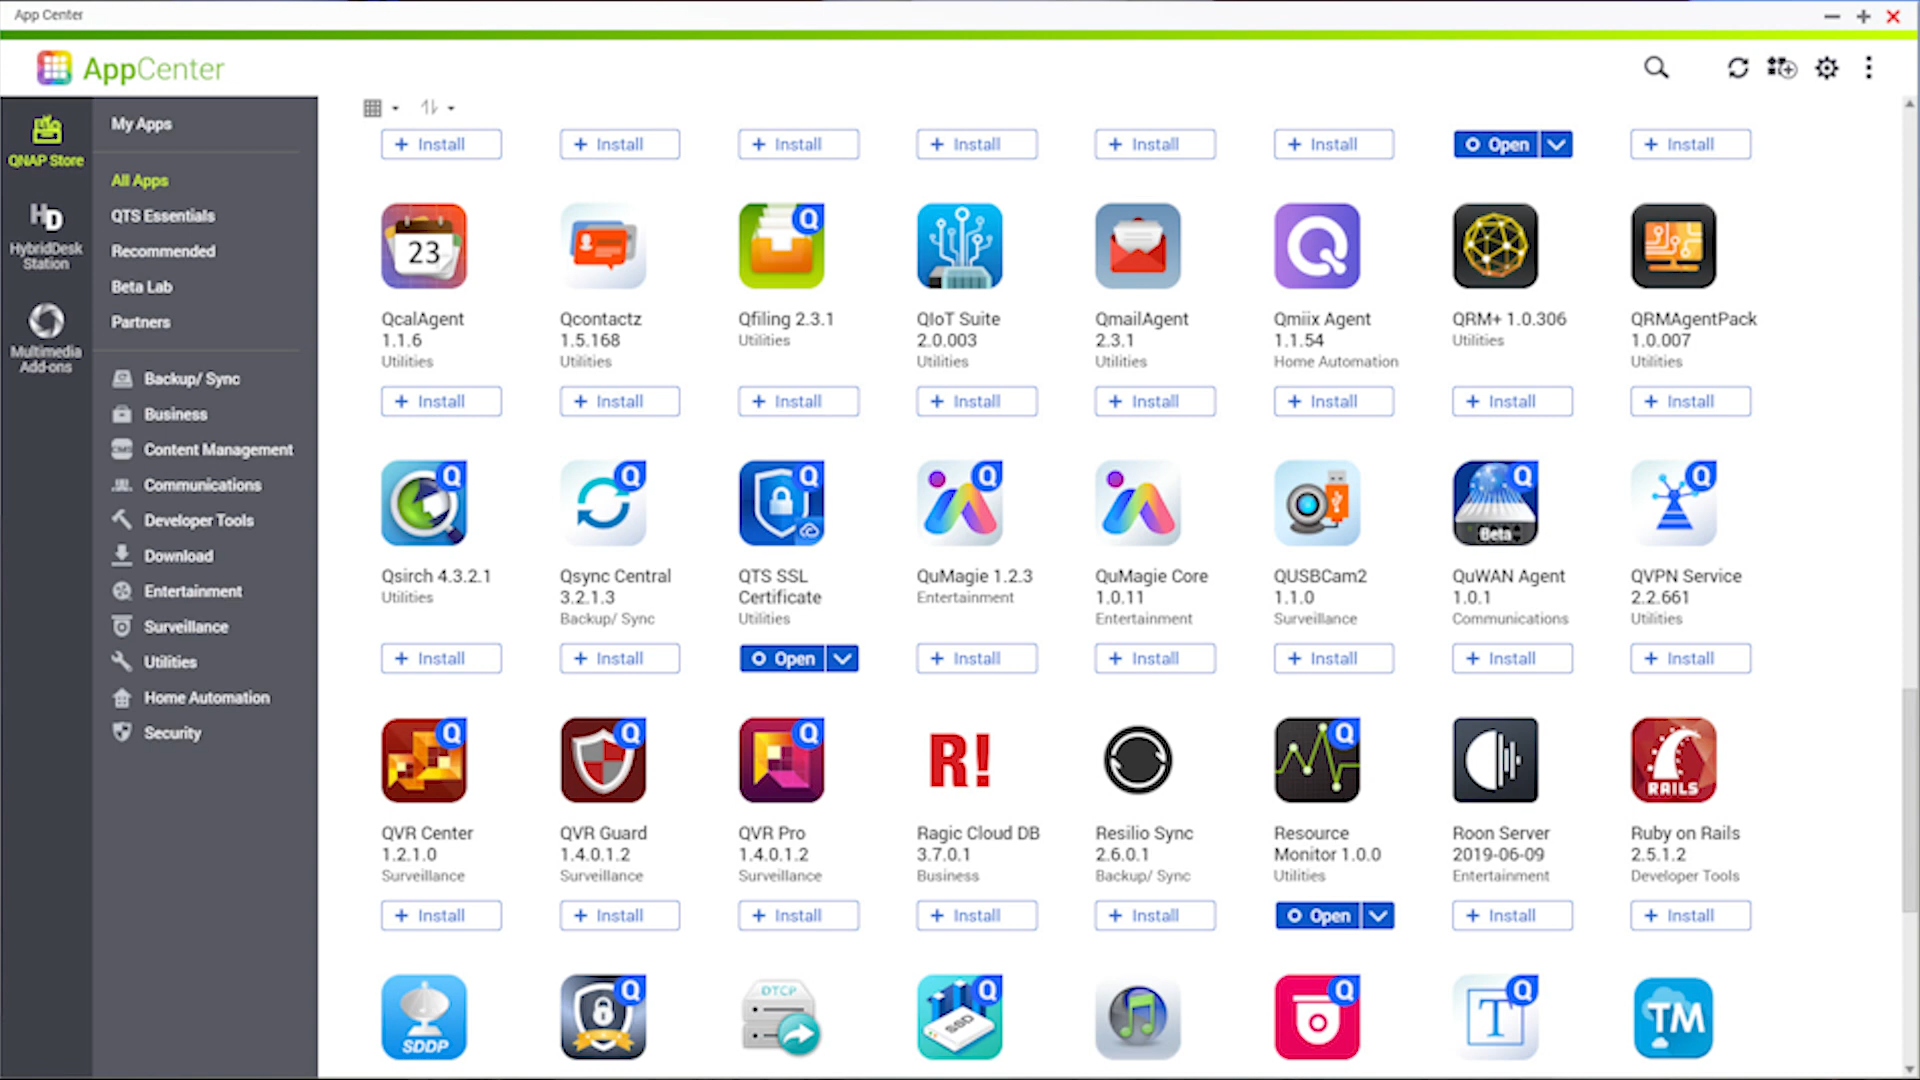 App Center
AppCenter
QNAP Store
HybridDesk
Station
Multimedia
Add-ons
My Apps
All Apps
QTS Essentials
Recommended
Beta Lab
Partners
Backup/ Sync
Business
Content Management
Communications
Developer Tools
Download
Entertainment
Surveillance
Utilities
Home Automation
Security
+ Install + Install + Install + Install + Install + Install Open + Install
23
Q
QcalAgent
1.1.6
Utilities
+ Install
Qcontactz
1.5.168
Utilities
+ Install
Qfiling 2.3.1
Utilities
+ Install
QIoT Suite
2.0.003
Utilities
+ Install
QmailAgent
2.3.1
Utilities
+ Install
Qmiix Agent
1.1.54
Home Automation
+ Install
QRM+ 1.0.306
Utilities
+ Install
QRMAgentPack
1.0.007
Utilities
+ Install
Q
Qsirch 4.3.2.1
Utilities
+ Install
Q
Qsync Central
3.2.1.3
Backup/ Sync
+ Install
Q
QTS SSL
Certificate
Utilities
Open
Q
QuMagie 1.2.3
Entertainment
+ Install
QuMagie Core
1.0.11
Entertainment
+ Install
QUSBCam2
1.1.0
Surveillance
+ Install
Q
Beta
QuWAN Agent
1.0.1
Communications
+ Install
Q
QVPN Service
2.2.661
Utilities
+ Install
Q
QVR Center
1.2.1.0
Surveillance
+ Install
Q
QVR Guard
1.4.0.1.2
Surveillance
+ Install
Q
QVR Pro
1.4.0.1.2
Surveillance
+ Install
R!
Ragic Cloud DB
3.7.0.1
Business
+ Install
Resilio Sync
2.6.0.1
Backup/ Sync
+ Install
Q
Resource
Monitor 1.0.0
Utilities
Open
Roon Server
2019-06-09
Entertainment
+ Install
RAILS
Ruby on Rails
2.5.1.2
Developer Tools
+ Install
SDDP
Q
DTCP
Q
SSD
Q
Q
T
TM